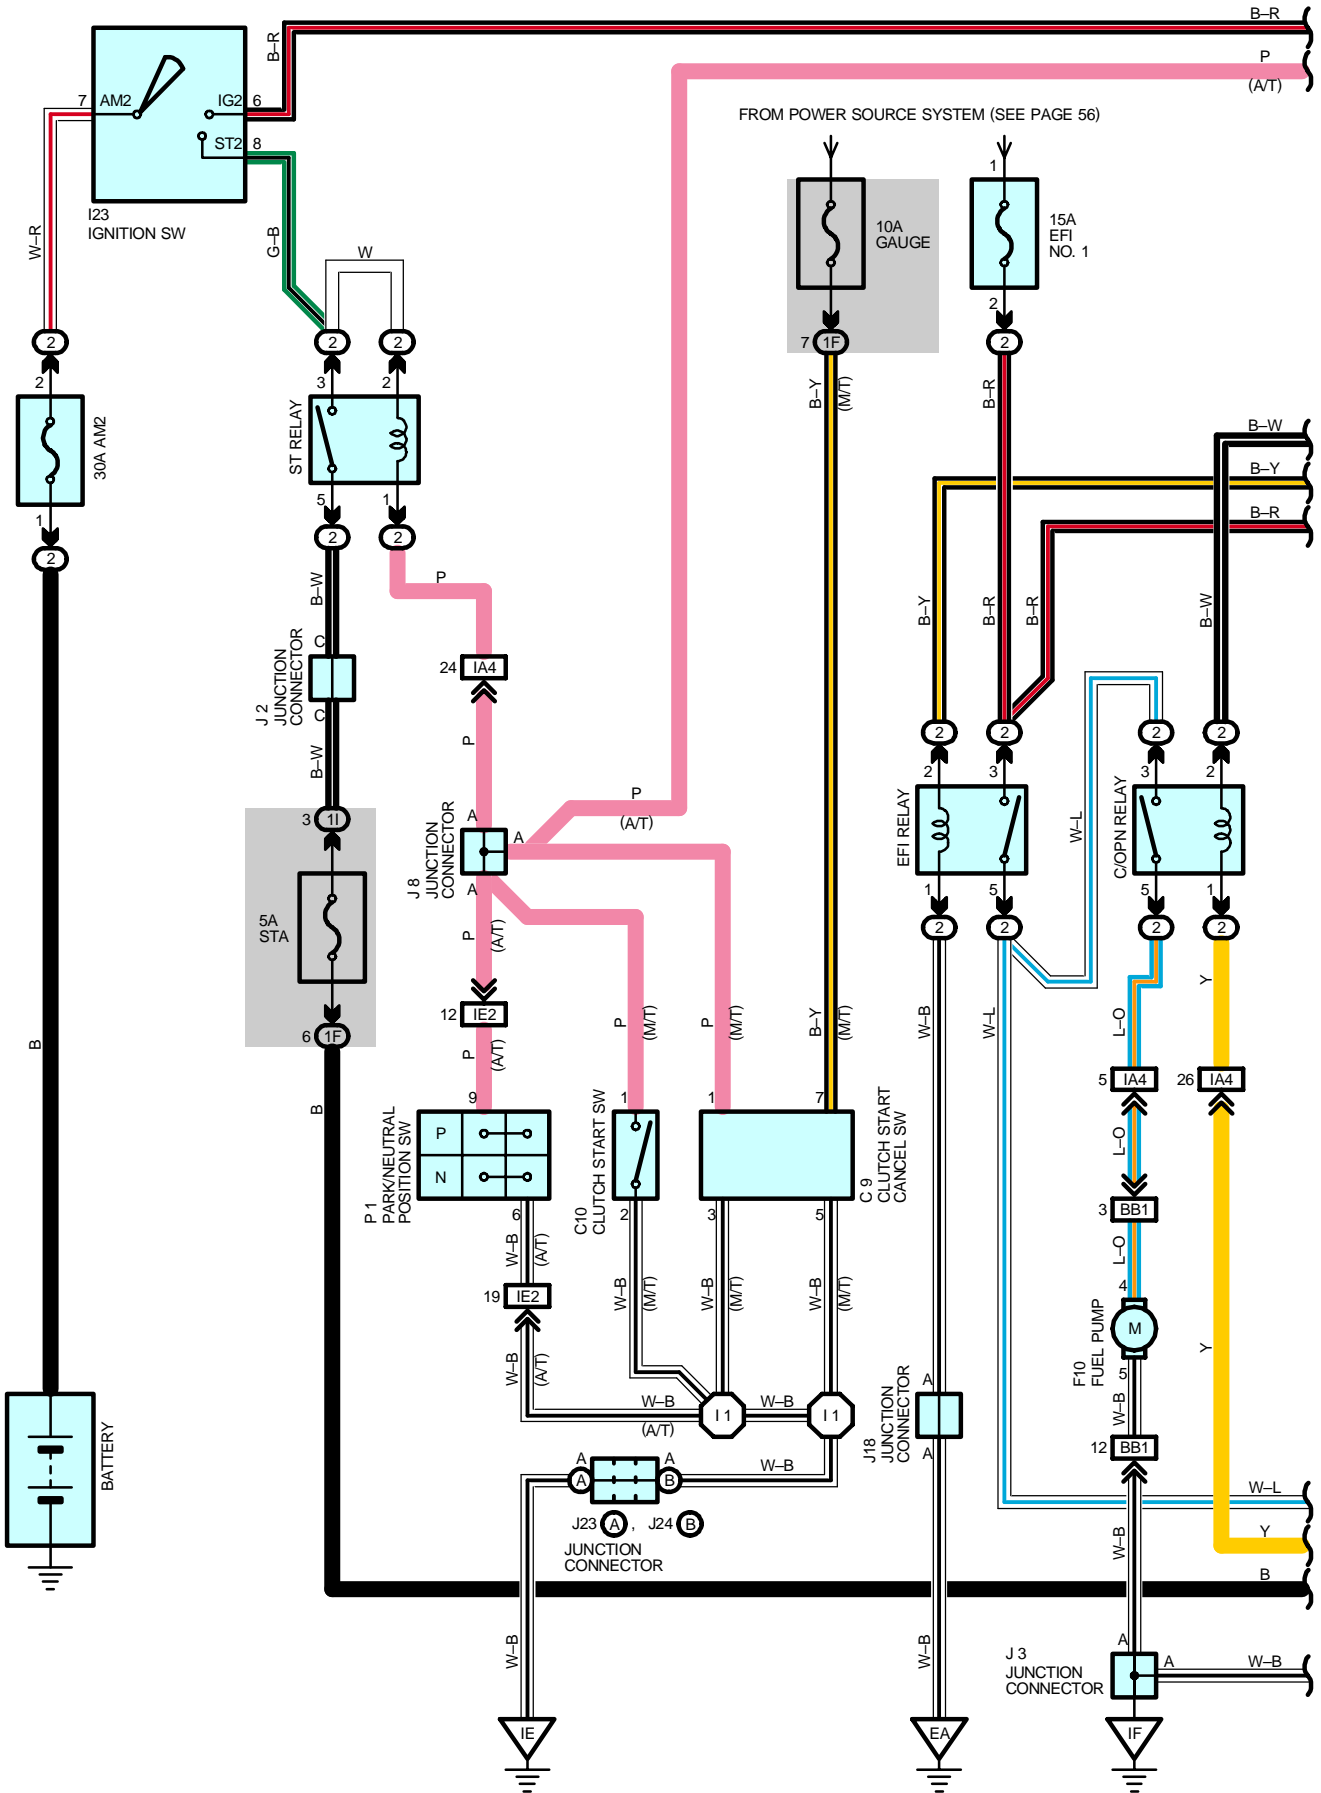 B–R
P
(A/T)
B–R
7
AM2
IG2
6
ST2
8
I23
IGNITION SW
W–R
G–B
W
FROM POWER SOURCE SYSTEM (SEE PAGE 56)
1
10A
GAUGE
15A
EFI
NO. 1
2
7
1F
2
2
2
2
2
3
2
B–Y
(M/T)
B–R
30A AM2
ST RELAY
B–W
B–Y
B–R
1
5
1
2
2
2
P
B–W
C
J 2
JUNCTION
CONNECTOR
C
B–W
24
IA4
P
B–Y
B–R
B–R
B–W
2
2
2
2
2
3
3
2
EFI RELAY
W–L
C/OPN RELAY
1
5
5
1
2
2
2
2
P
(A/T)
3
1I
A
A
J 8
JUNCTION
CONNECTOR
A
5A
STA
P
(A/T)
6
1F
12
IE2
P
(A/T)
P
(M/T)
P
(M/T)
B–Y
(M/T)
W–B
W–L
L–O
Y
5
IA4
26
IA4
B
B
9
1
1
7
P
N
P 1
PARK/NEUTRAL
POSITION SW
C10
CLUTCH START SW
C 9
CLUTCH START
CANCEL SW
6
2
3
5
L–O
3
BB1
L–O
4
M
F10
FUEL PUMP
5
Y
W–B
(A/T)
19
IE2
W–B
(A/T)
W–B
(M/T)
W–B
(M/T)
W–B
(M/T)
W–B
(A/T)
I 1
W–B
I 1
A
J18
JUNCTION
CONNECTOR
A
W–B
12
BB1
BATTERY
A
A
A
B
W–B
J23
A
,
J24
B
JUNCTION
CONNECTOR
W–L
Y
B
W–B
W–B
W–B
A
J 3
JUNCTION
CONNECTOR
A
W–B
IE
EA
IF